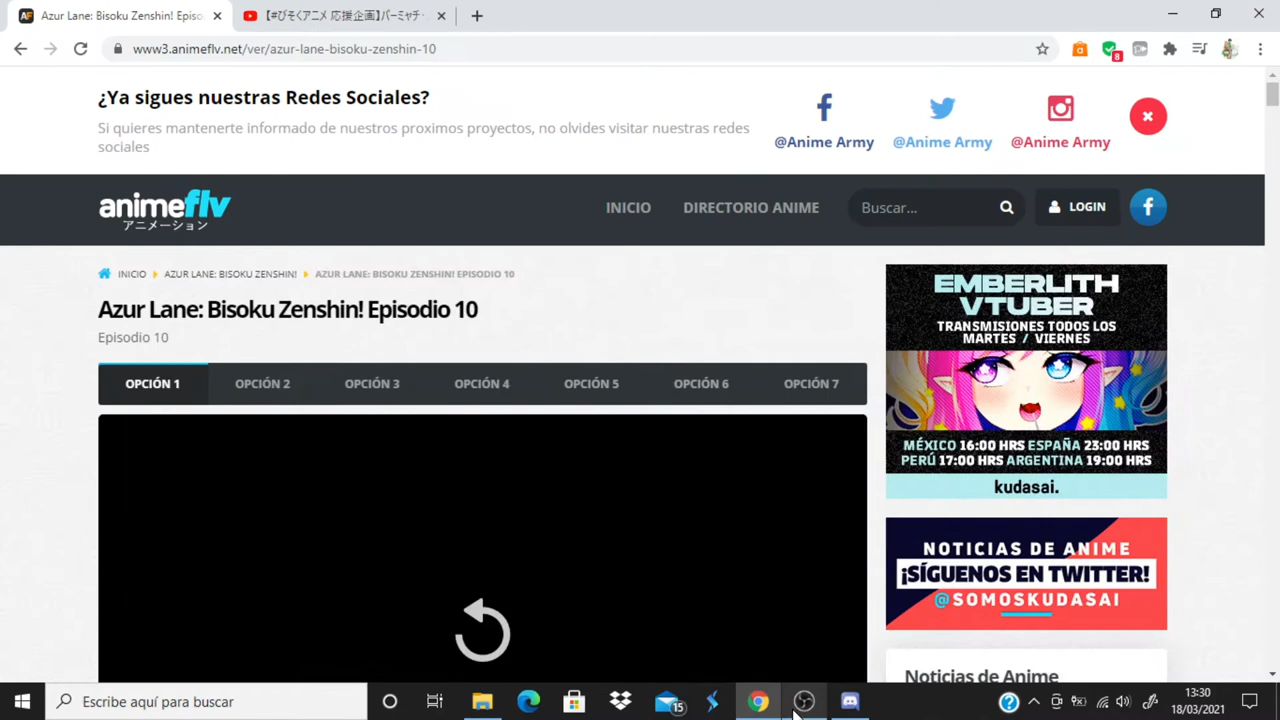 Azur Lane: Bisoku Zenshin! Episo
【#びそくアニメ 応援企画】バーミャチ
www3.animeflv.net/ver/azur-lane-bisoku-zenshin-10
8
¿Ya sigues nuestras Redes Sociales?
Si quieres mantenerte informado de nuestros proximos proyectos, no olvides visitar nuestras redes
sociales
@Anime Army
@Anime Army
@Anime Army
animeflv
アニメーション
INICIO
DIRECTORIO ANIME
Buscar...
LOGIN
INICIO
AZUR LANE: BISOKU ZENSHIN!
AZUR LANE: BISOKU ZENSHIN! EPISODIO 10
Azur Lane: Bisoku Zenshin! Episodio 10
Episodio 10
OPCIÓN 1
OPCIÓN 2
OPCIÓN 3
OPCIÓN 4
OPCIÓN 5
OPCIÓN 6
OPCIÓN 7
EMBERLITH
VTUBER
TRANSMISIONES TODOS LOS
MARTES / VIERNES
MÉXICO 16:00 HRS ESPAÑA 23:00 HRS
PERÚ 17:00 HRS ARGENTINA 19:00 HRS
kudasai.
NOTICIAS DE ANIME
¡SÍGUENOS EN TWITTER!
@SOMOSKUDASAI
Noticias de Anime
Escribe aquí para buscar
15
13:30
18/03/2021